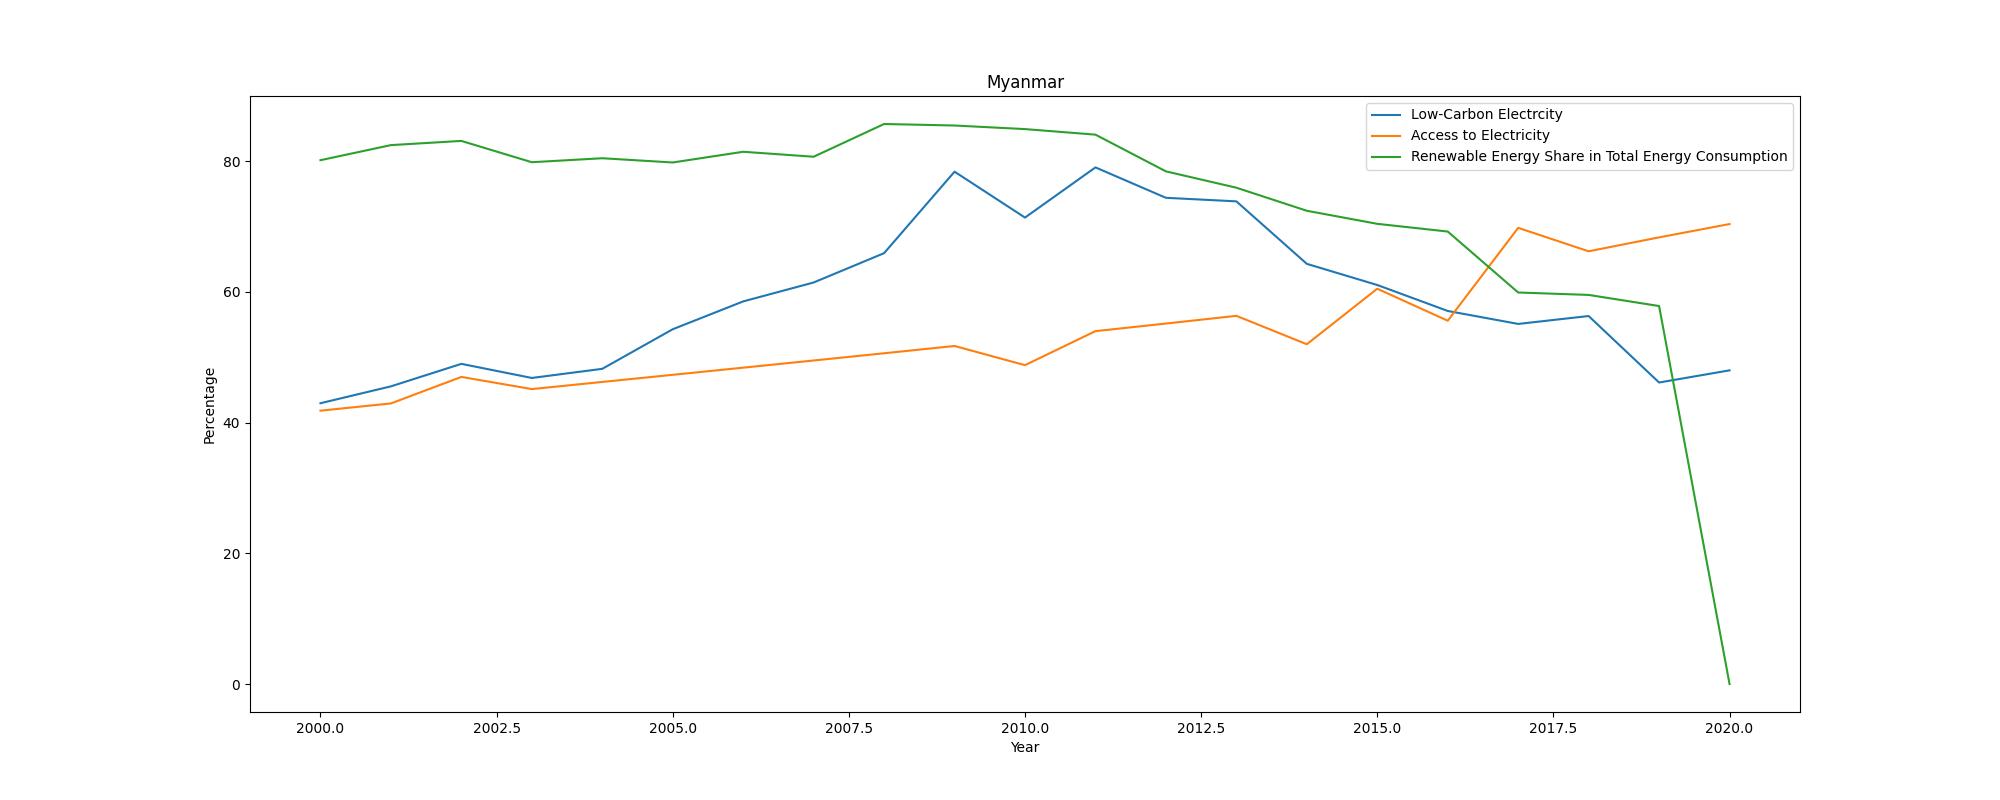 Myanmar
Low-Carbon Electrcity
Access to Electricity
Renewable Energy Share in Total Energy Consumption
80
60
40
20
0
Percentage
2000.0 2002.5 2005.0 2007.5 2010.0 2012.5 2015.0 2017.5 2020.0
Year